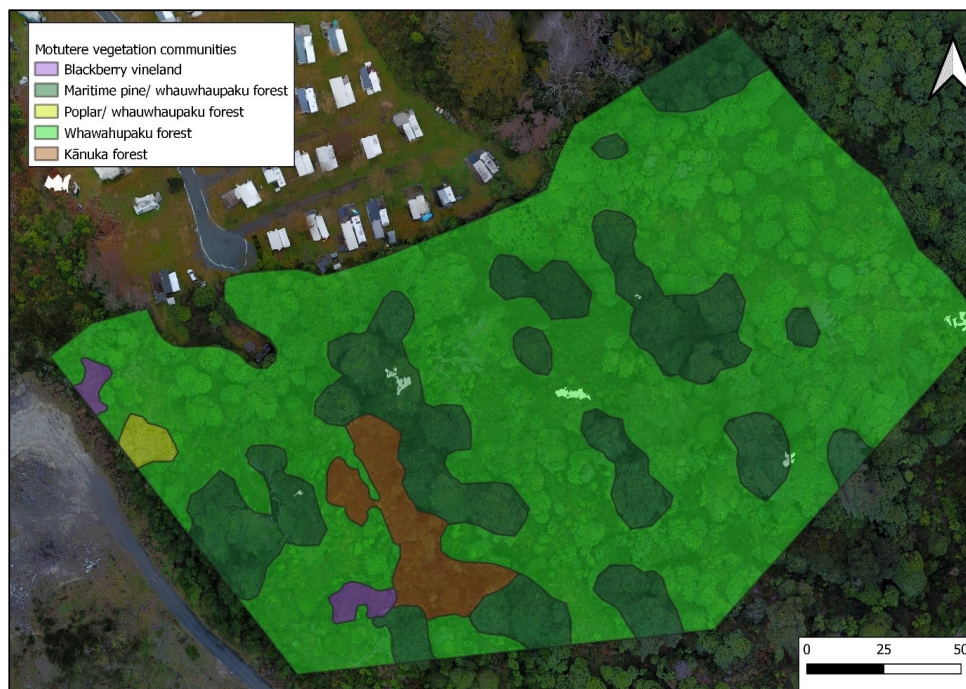 Motutere vegetation communities
Blackberry vineland
Maritime pine/ whauwhaupaku forest
Poplar/ whauwhaupaku forest
Whawahupaku forest
Kānuka forest
0 25 50